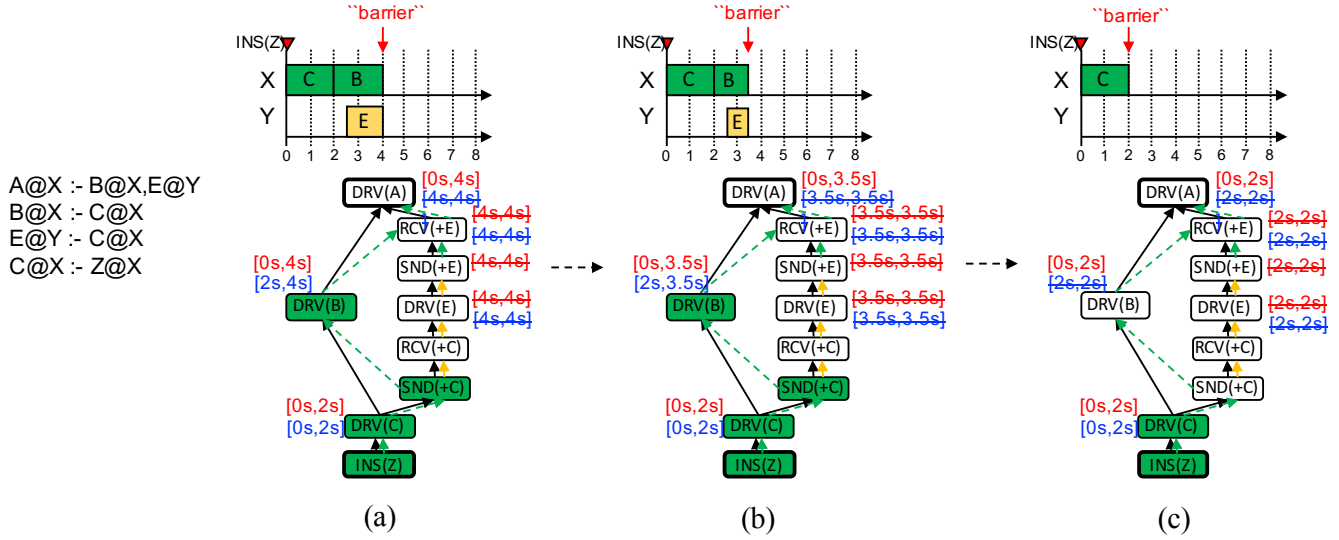 A@X :- B@X,E@Y
B@X :- C@X
E@Y :- C@X
C@X :- Z@X
``barrier''
INS(Z)
X
C
B
Y
E
0 1 2 3 4 5 6 7 8
DRV(A)
[0s,4s]
[4s,4s]
RCV(+E)
[4s,4s]
[4s,4s]
SND(+E)
[4s,4s]
[0s,4s]
[2s,4s]
DRV(B)
DRV(E)
[4s,4s]
[4s,4s]
RCV(+C)
SND(+C)
[0s,2s]
[0s,2s]
DRV(C)
INS(Z)
(a)
``barrier''
INS(Z)
X
C
B
Y
E
0 1 2 3 4 5 6 7 8
DRV(A)
[0s,3.5s]
[3.5s,3.5s]
RCV(+E)
[3.5s,3.5s]
[3.5s,3.5s]
SND(+E)
[3.5s,3.5s]
[0s,3.5s]
[2s,3.5s]
DRV(B)
DRV(E)
[3.5s,3.5s]
[3.5s,3.5s]
RCV(+C)
SND(+C)
[0s,2s]
[0s,2s]
DRV(C)
INS(Z)
(b)
``barrier''
INS(Z)
X
C
Y
0 1 2 3 4 5 6 7 8
DRV(A)
[0s,2s]
[2s,2s]
RCV(+E)
[2s,2s]
[2s,2s]
SND(+E)
[2s,2s]
[0s,2s]
[2s,2s]
DRV(B)
DRV(E)
[2s,2s]
[2s,2s]
RCV(+C)
SND(+C)
[0s,2s]
[0s,2s]
DRV(C)
INS(Z)
(c)